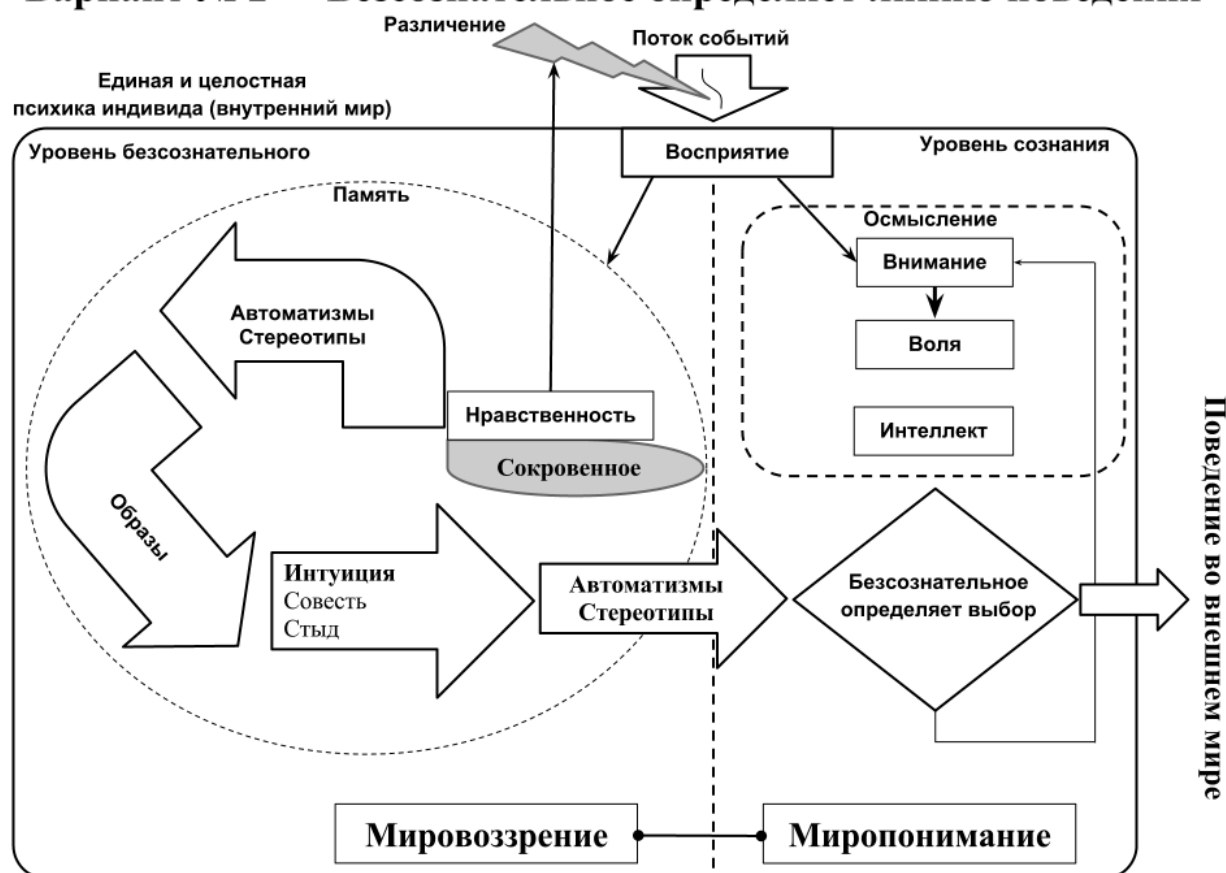 Безсознательное определяет линию поведения
Различение
Поток событий
Единая и целостная
психика индивида (внутренний мир)
Уровень безсознательного
Восприятие
Уровень сознания
Память
Осмысление
Внимание
Автоматизмы
Стереотипы
Воля
Нравственность
Интеллект
Сокровенное
Образы
Интуиция
Совесть
Стыд
Автоматизмы
Стереотипы
Безсознательное
определяет выбор
Поведение во внешнем мире
Мировоззрение
Миропонимание